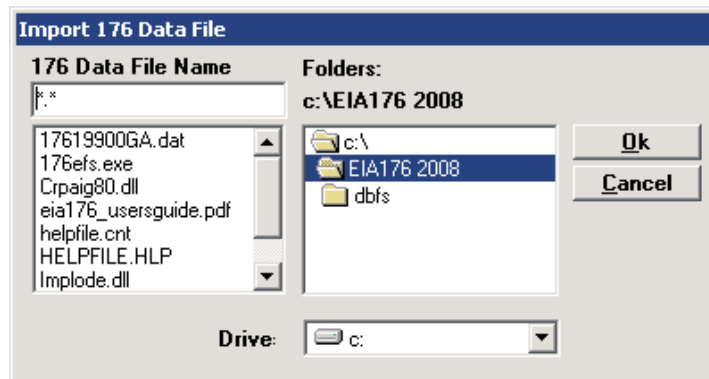 Import 176 Data File
176 Data File Name
*.*
17619900GA.dat
176efs.exe
Crpaig80.dll
eia176_usersguide.pdf
helpfile.cnt
HELPFILE.HLP
Implode.dll
Folders:
c:\EIA176 2008
c:\
EIA176 2008
dbfs
Ok
Cancel
Drive:
c: